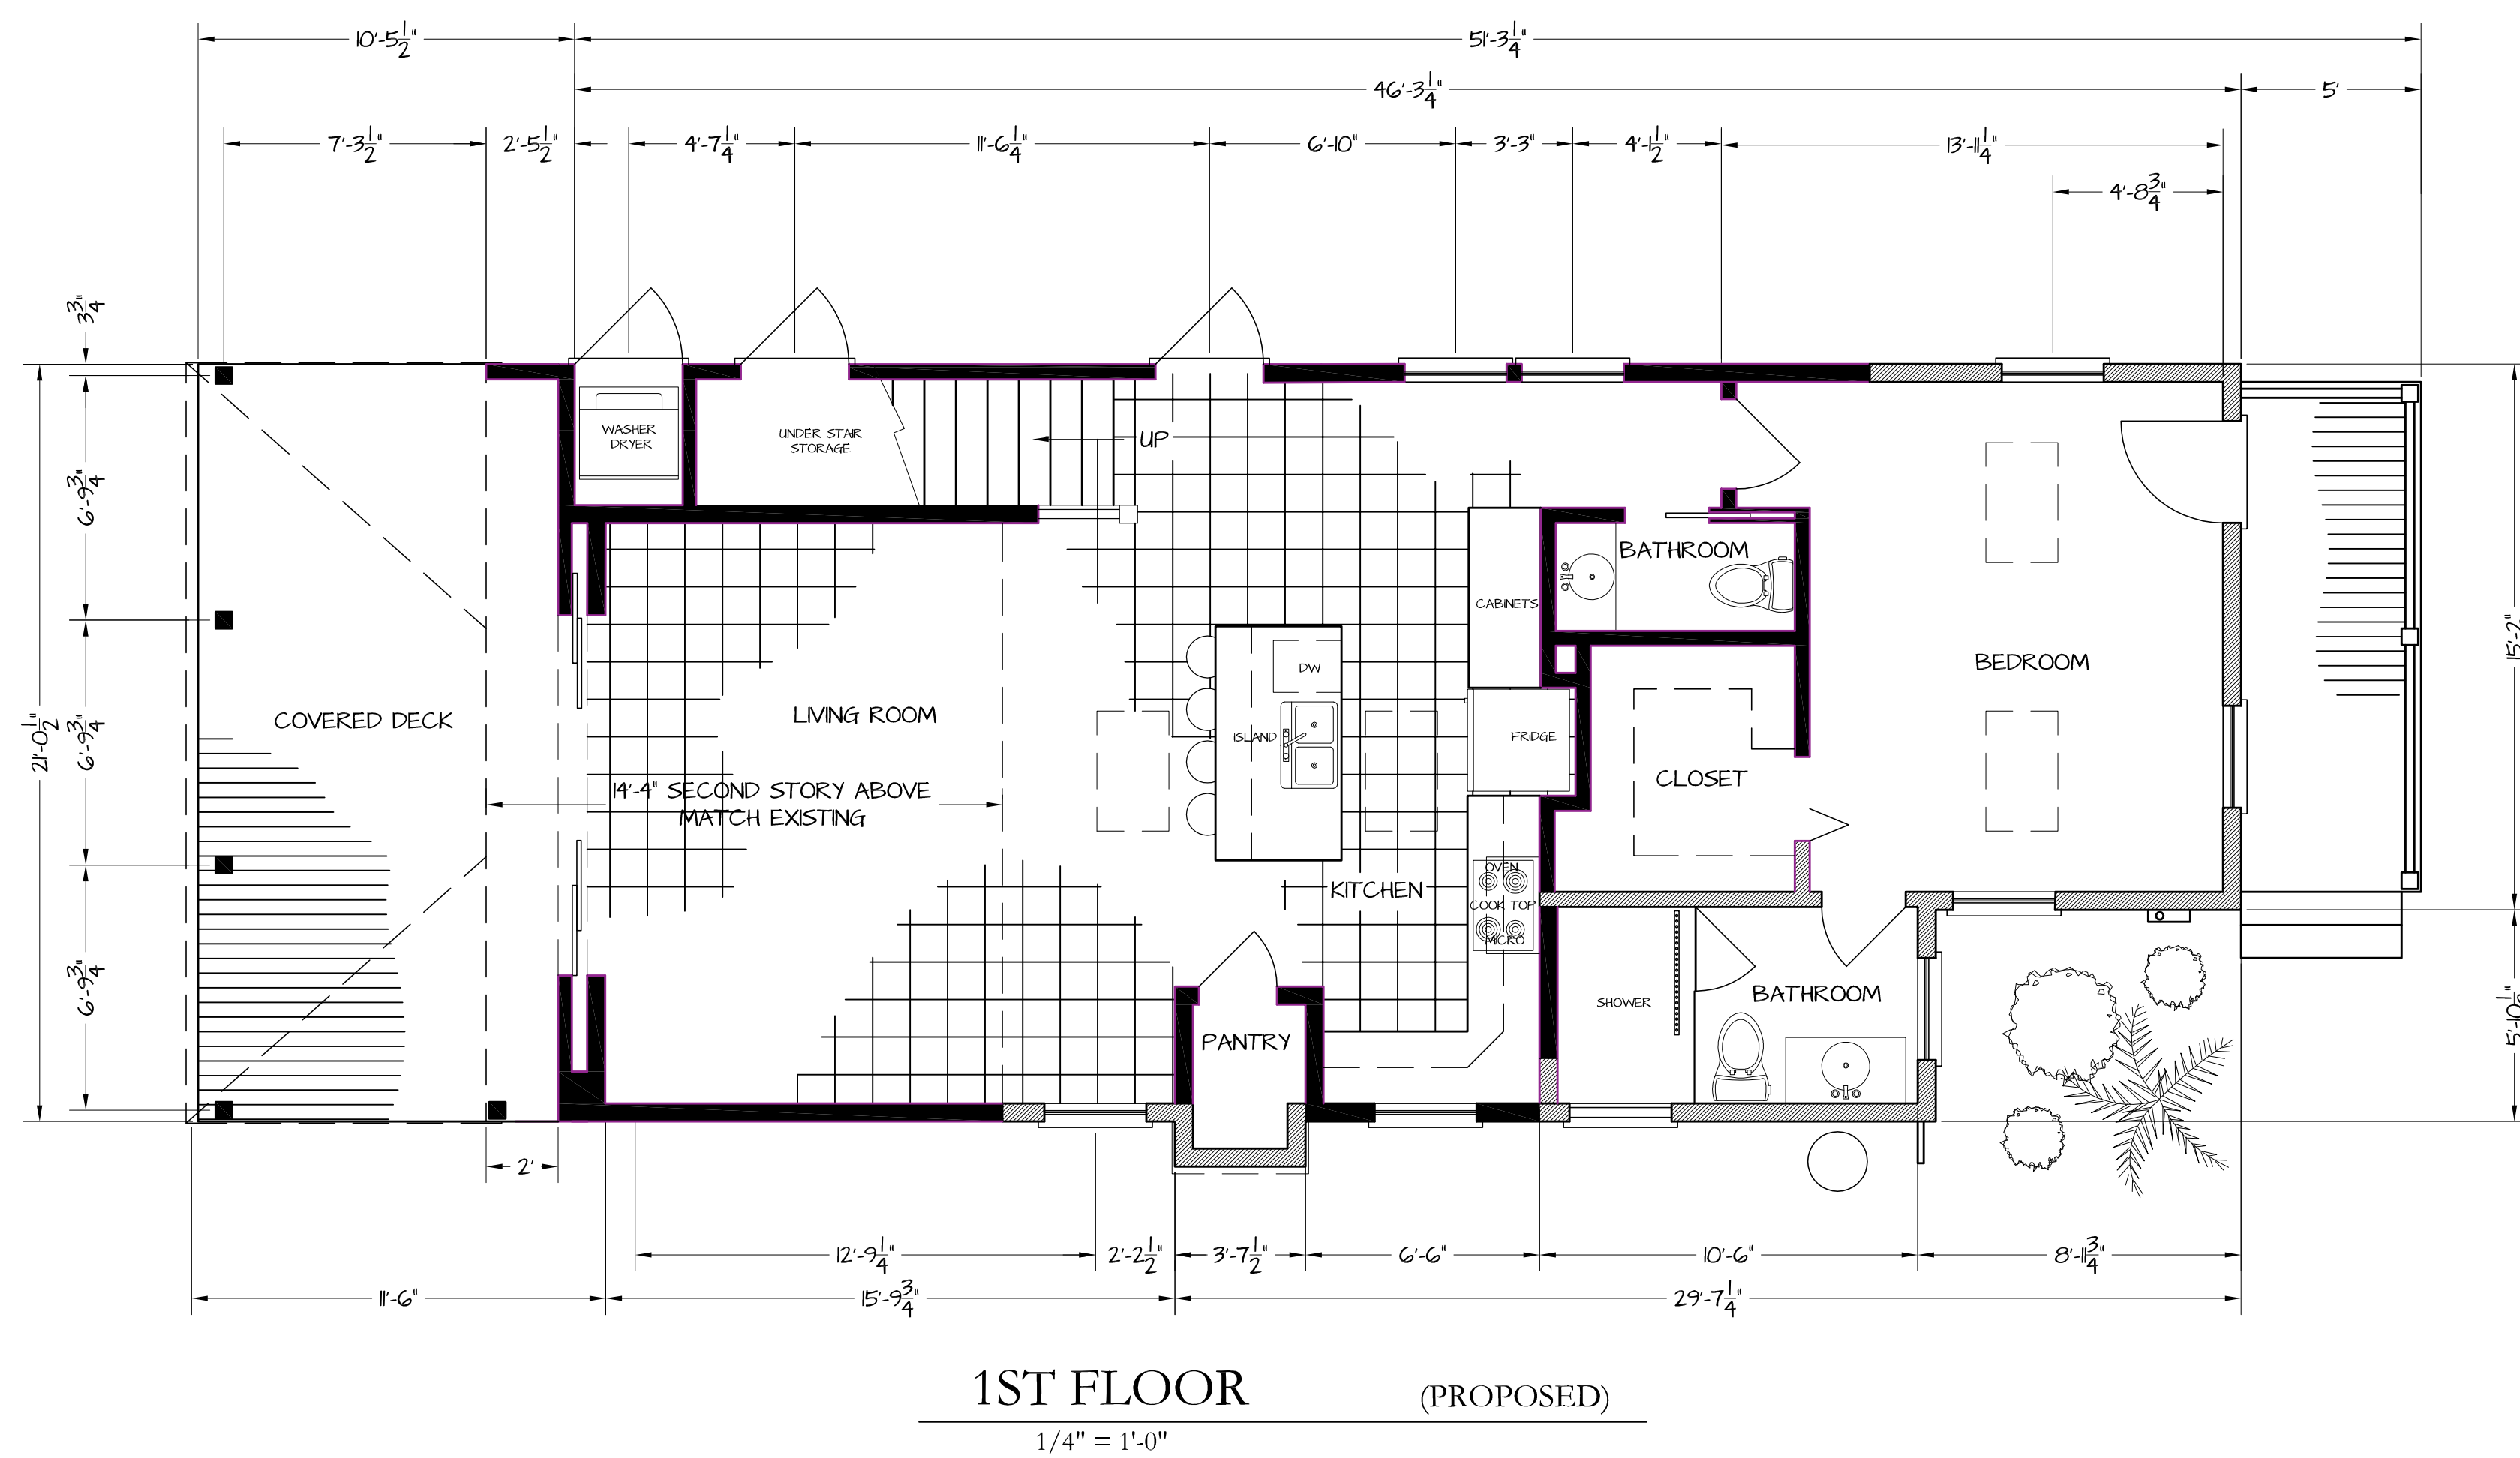 10'-5 1/2"
51'-3 1/4"
46'-3 1/4"
5'
7'-3 1/2"
2'-5 1/2"
4'-7 1/4"
11'-6 1/4"
6'-10"
3'-3"
4'-1 1/2"
13'-11 1/4"
4'-8 3/4"
3 3/4"
6'-9 3/4"
6'-9 3/4"
6'-9 3/4"
21'-0 1/2"
15'-2"
WASHER
DRYER
UNDER STAIR
STORAGE
UP
BATHROOM
CABINETS
DW
BEDROOM
COVERED DECK
LIVING ROOM
ISLAND
FRIDGE
CLOSET
14'-4" SECOND STORY ABOVE
MATCH EXISTING
KITCHEN
OVEN
COOK TOP
MICRO
SHOWER
BATHROOM
PANTRY
2'
12'-9 1/4"
2'-2 1/2"
3'-7 1/2"
6'-6"
10'-6"
8'-11 3/4"
11'-6"
15'-9 3/4"
29'-7 1/4"
1ST FLOOR
(PROPOSED)
1/4" = 1'-0"